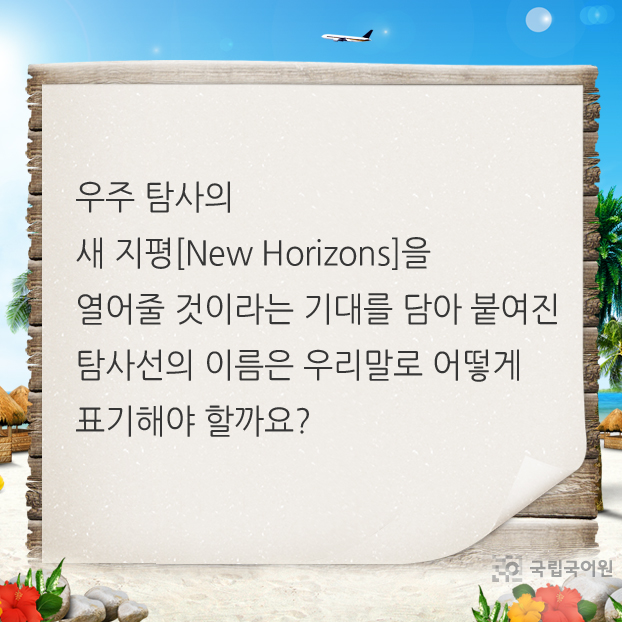 우주 탐사의
새 지평[New Horizons]을
열어줄 것이라는 기대를 담아 붙여진
탐사선의 이름은 우리말로 어떻게
표기해야 할까요?
국립국어원